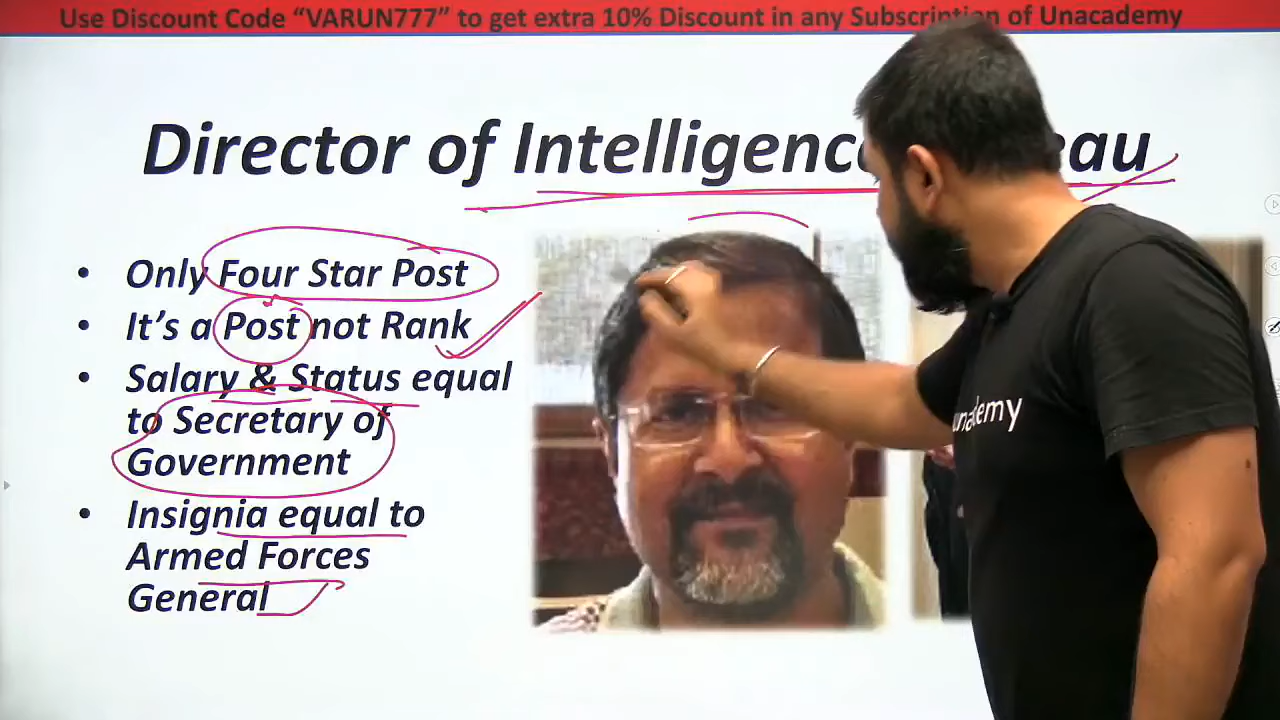 Use Discount Code “VARUN777” to get extra 10% Discount in any Subscription of Unacademy
Director of Intelligence eau
• Only Four Star Post
• It’s a Post not Rank
• Salary & Status equal
to Secretary of
Government
• Insignia equal to
Armed Forces
General
unademy